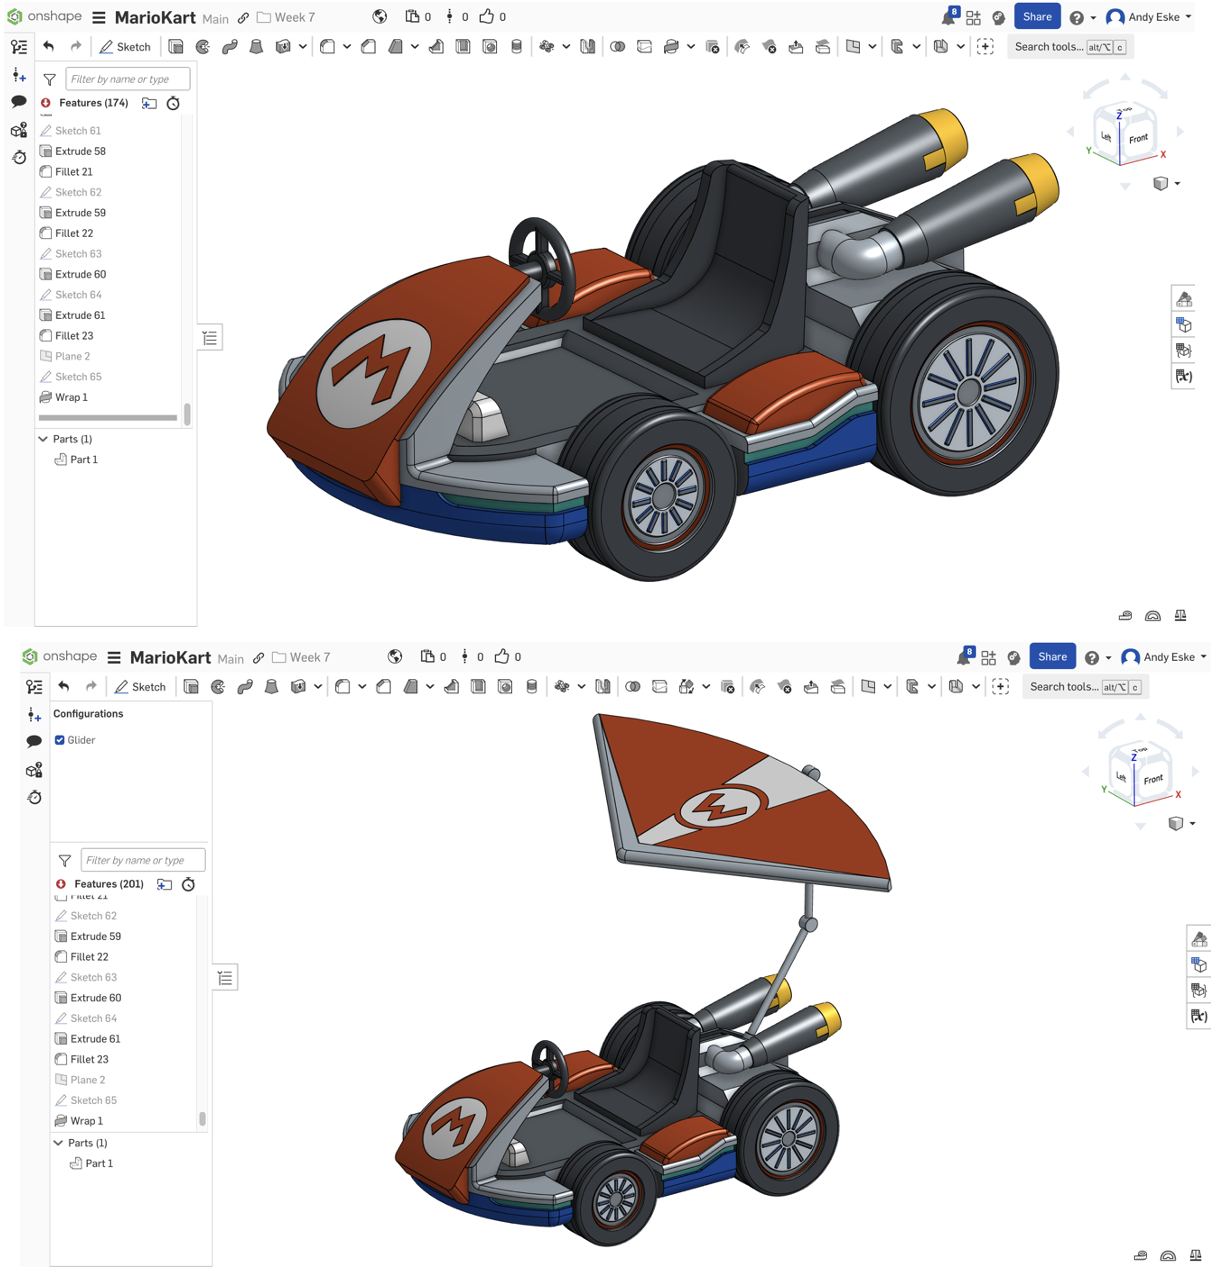 onshape MarioKart Main Week 7 0 0 0 8 Share Andy Eske
Sketch Search tools... alt/⌥ c
Filter by name or type
Features (174)
Sketch 61
Extrude 58
Fillet 21
Sketch 62
Extrude 59
Fillet 22
Sketch 63
Extrude 60
Sketch 64
Extrude 61
Fillet 23
Plane 2
Sketch 65
Wrap 1
Parts (1)
Part 1
Top
Z
Left Front
Y X
M
onshape MarioKart Main Week 7 0 0 0 8 Share Andy Eske
Sketch Search tools... alt/⌥ c
Configurations
Glider
Filter by name or type
Features (201)
Fillet 21
Sketch 62
Extrude 59
Fillet 22
Sketch 63
Extrude 60
Sketch 64
Extrude 61
Fillet 23
Plane 2
Sketch 65
Wrap 1
Parts (1)
Part 1
Top
Z
Left Front
Y X
M
M